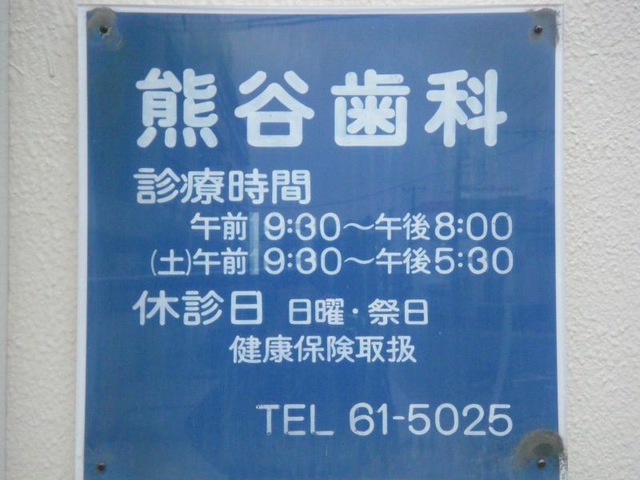 熊谷歯科
診療時間
午前 9:30～午後8:00
(土)午前 9:30～午後5:30
休診日 日曜・祭日
健康保険取扱
TEL 61-5025